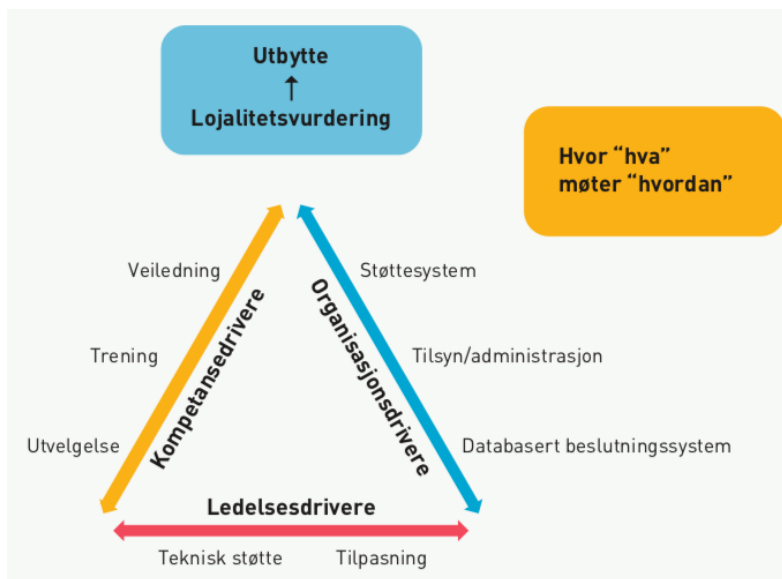 Utbytte
↑
Lojalitetsvurdering
Hvor “hva”
møter “hvordan”
Veiledning
Støttesystem
Kompetansedrivere
Organisasjonsdrivere
Trening
Tilsyn/administrasjon
Utvelgelse
Databasert beslutningssystem
Ledelsesdrivere
Teknisk støtte
Tilpasning